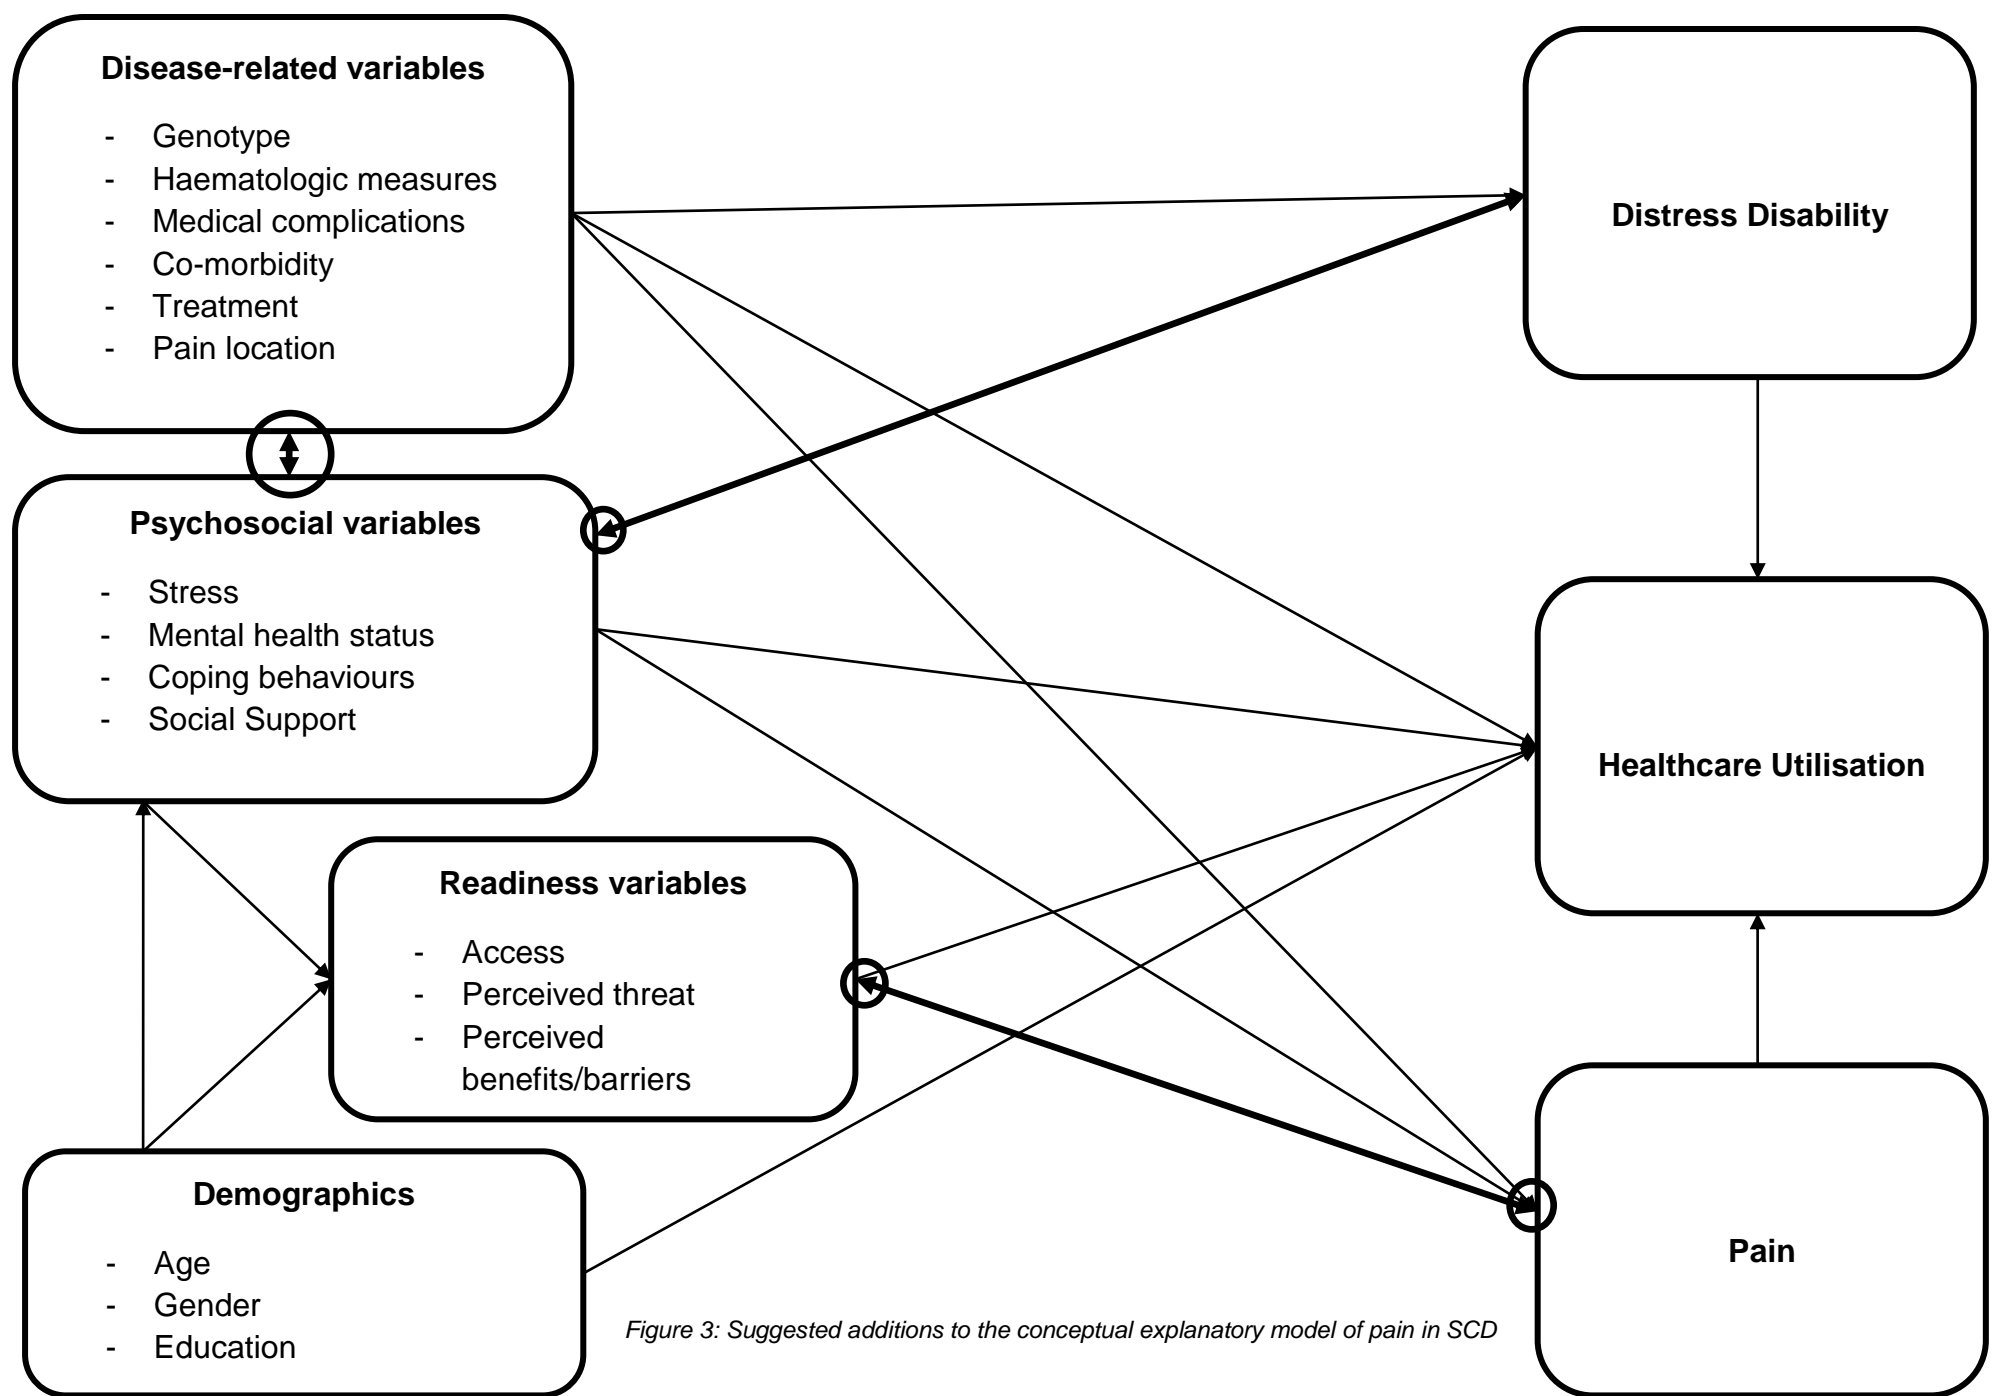 Disease-related variables
- Genotype
- Haematologic measures
- Medical complications
- Co-morbidity
- Treatment
- Pain location
Psychosocial variables
- Stress
- Mental health status
- Coping behaviours
- Social Support
Readiness variables
- Access
- Perceived threat
- Perceived
benefits/barriers
Demographics
- Age
- Gender
- Education
Distress Disability
Healthcare Utilisation
Pain
Figure 3: Suggested additions to the conceptual explanatory model of pain in SCD